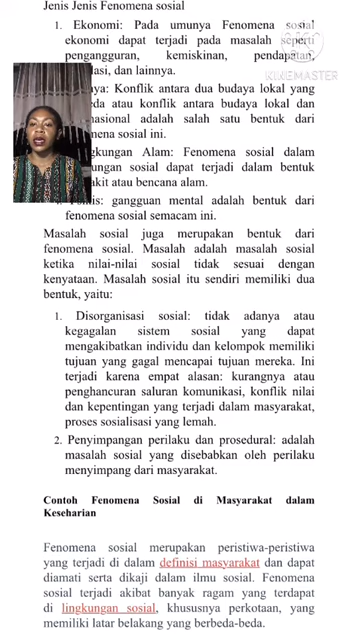 Jenis Jenis Fenomena sosial
1. Ekonomi: Pada umunya Fenomena sosial
ekonomi dapat terjadi pada masalah seperti
pengangguran, kemiskinan, pendapatan,
dasi, dan lainnya.
KINEMASTER
aya: Konflik antara dua budaya lokal yang
eda atau konflik antara budaya lokal dan
nasional adalah salah satu bentuk dari
mena sosial ini.
gkungan Alam: Fenomena sosial dalam
ungan sosial dapat terjadi dalam bentuk
akit atau bencana alam.
is: gangguan mental adalah bentuk dari
fenomena sosial semacam ini.
Masalah sosial juga merupakan bentuk dari
fenomena sosial. Masalah adalah masalah sosial
ketika nilai-nilai sosial tidak sesuai dengan
kenyataan. Masalah sosial itu sendiri memiliki dua
bentuk, yaitu:
1. Disorganisasi sosial: tidak adanya atau
kegagalan sistem sosial yang dapat
mengakibatkan individu dan kelompok memiliki
tujuan yang gagal mencapai tujuan mereka. Ini
terjadi karena empat alasan: kurangnya atau
penghancuran saluran komunikasi, konflik nilai
dan kepentingan yang terjadi dalam masyarakat,
proses sosialisasi yang lemah.
2. Penyimpangan perilaku dan prosedural: adalah
masalah sosial yang disebabkan oleh perilaku
menyimpang dari masyarakat.
Contoh Fenomena Sosial di Masyarakat dalam
Keseharian
Fenomena sosial merupakan peristiwa-peristiwa
yang terjadi di dalam definisi masyarakat dan dapat
diamati serta dikaji dalam ilmu sosial. Fenomena
sosial terjadi akibat banyak ragam yang terdapat
di lingkungan sosial, khususnya perkotaan, yang
memiliki latar belakang yang berbeda-beda.